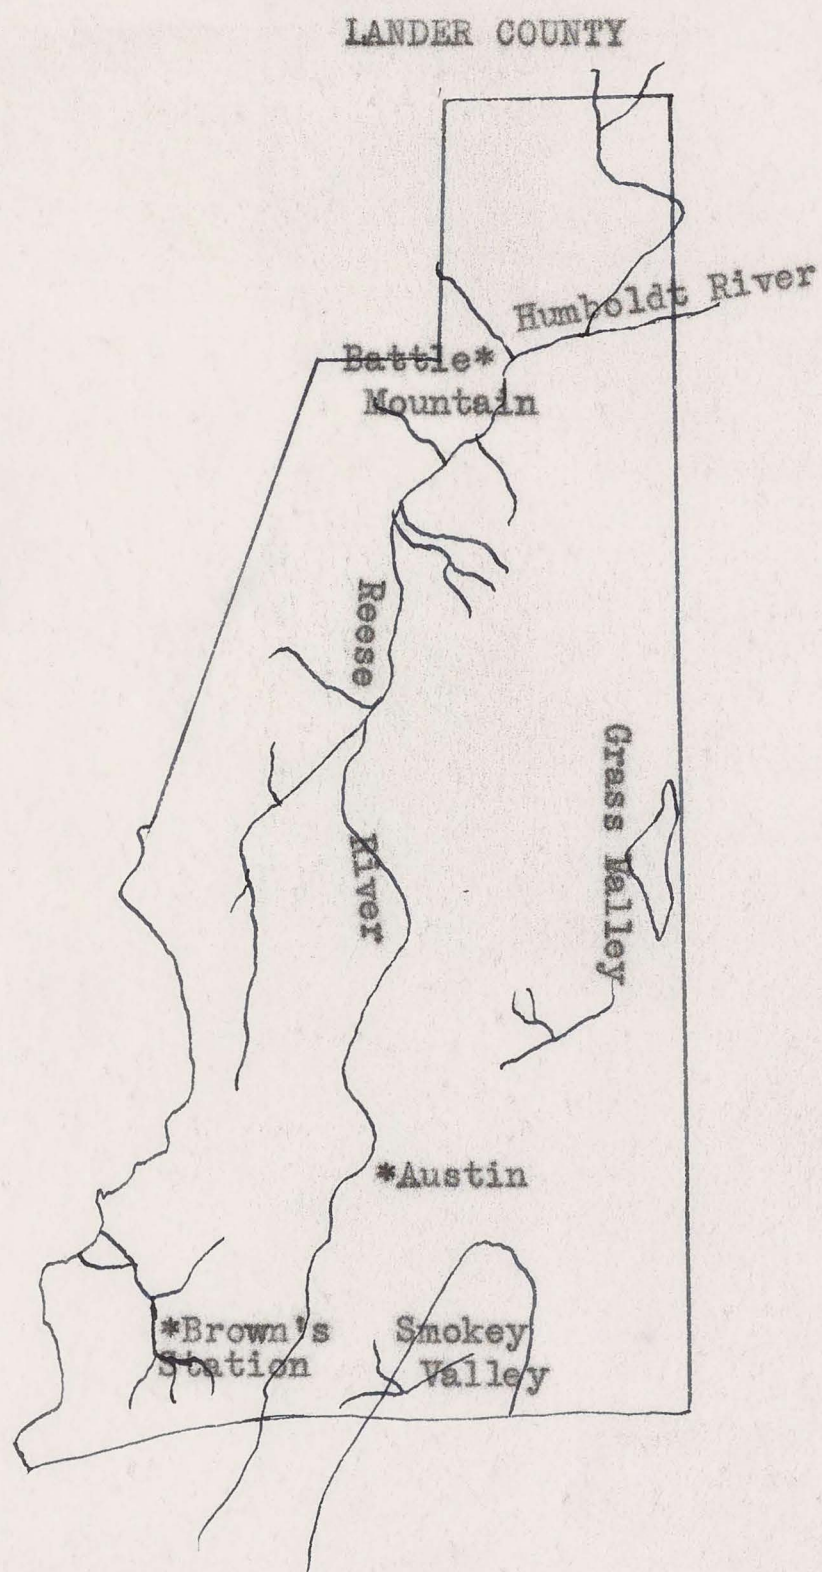 LANDER COUNTY
Humboldt River
Battle*
Mountain
Reese
River
Grass Valley
*Austin
*Brown's
Station
Smokey
Valley